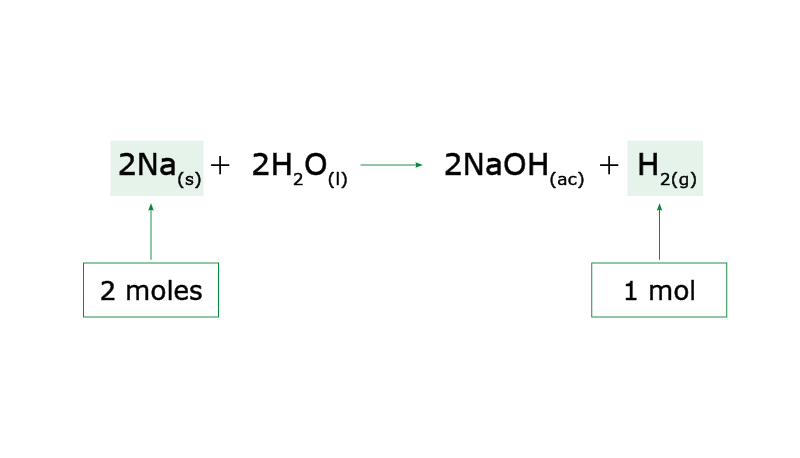 2Na(s) + 2H2O(l) → 2NaOH(ac) + H2(g)
2 moles
1 mol